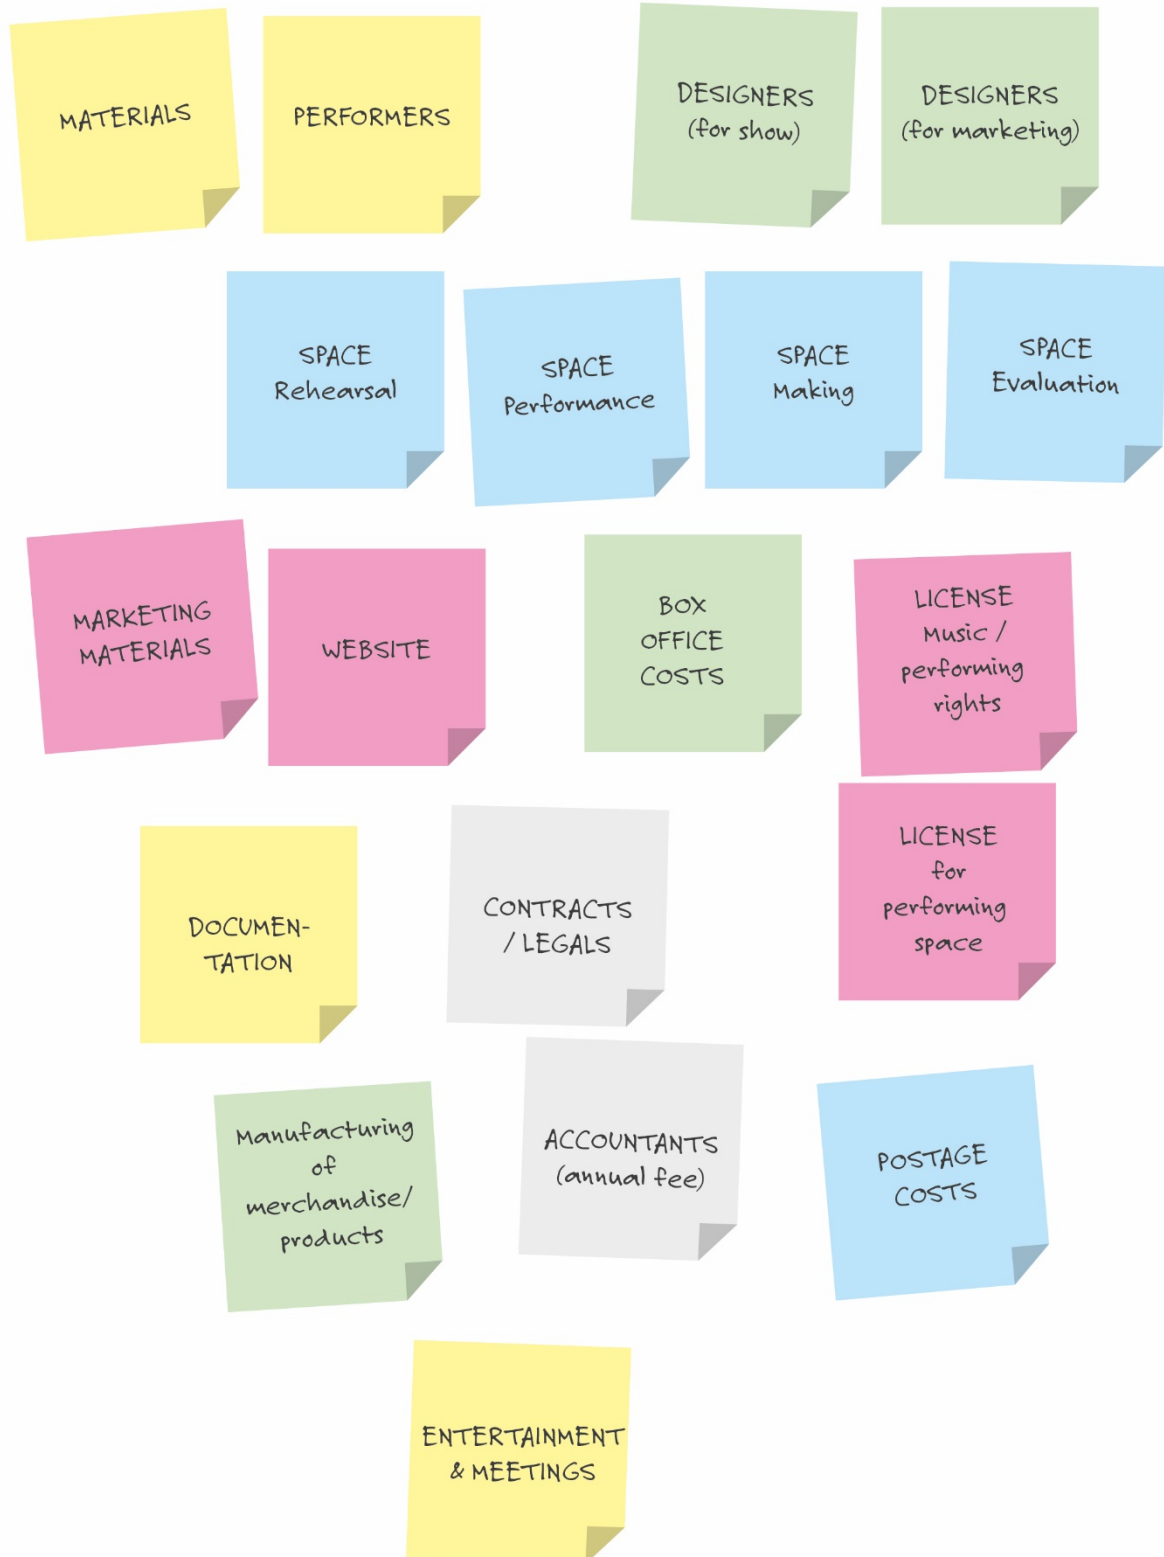 MATERIALS
PERFORMERS
DESIGNERS
(for show)
DESIGNERS
(for marketing)
SPACE
Rehearsal
SPACE
Performance
SPACE
Making
SPACE
Evaluation
MARKETING
MATERIALS
WEBSITE
BOX
OFFICE
COSTS
LICENSE
Music /
performing
rights
LICENSE
for
performing
space
DOCUMEN-
TATION
CONTRACTS
/ LEGALS
Manufacturing
of
merchandise/
products
ACCOUNTANTS
(annual fee)
POSTAGE
COSTS
ENTERTAINMENT
& MEETINGS